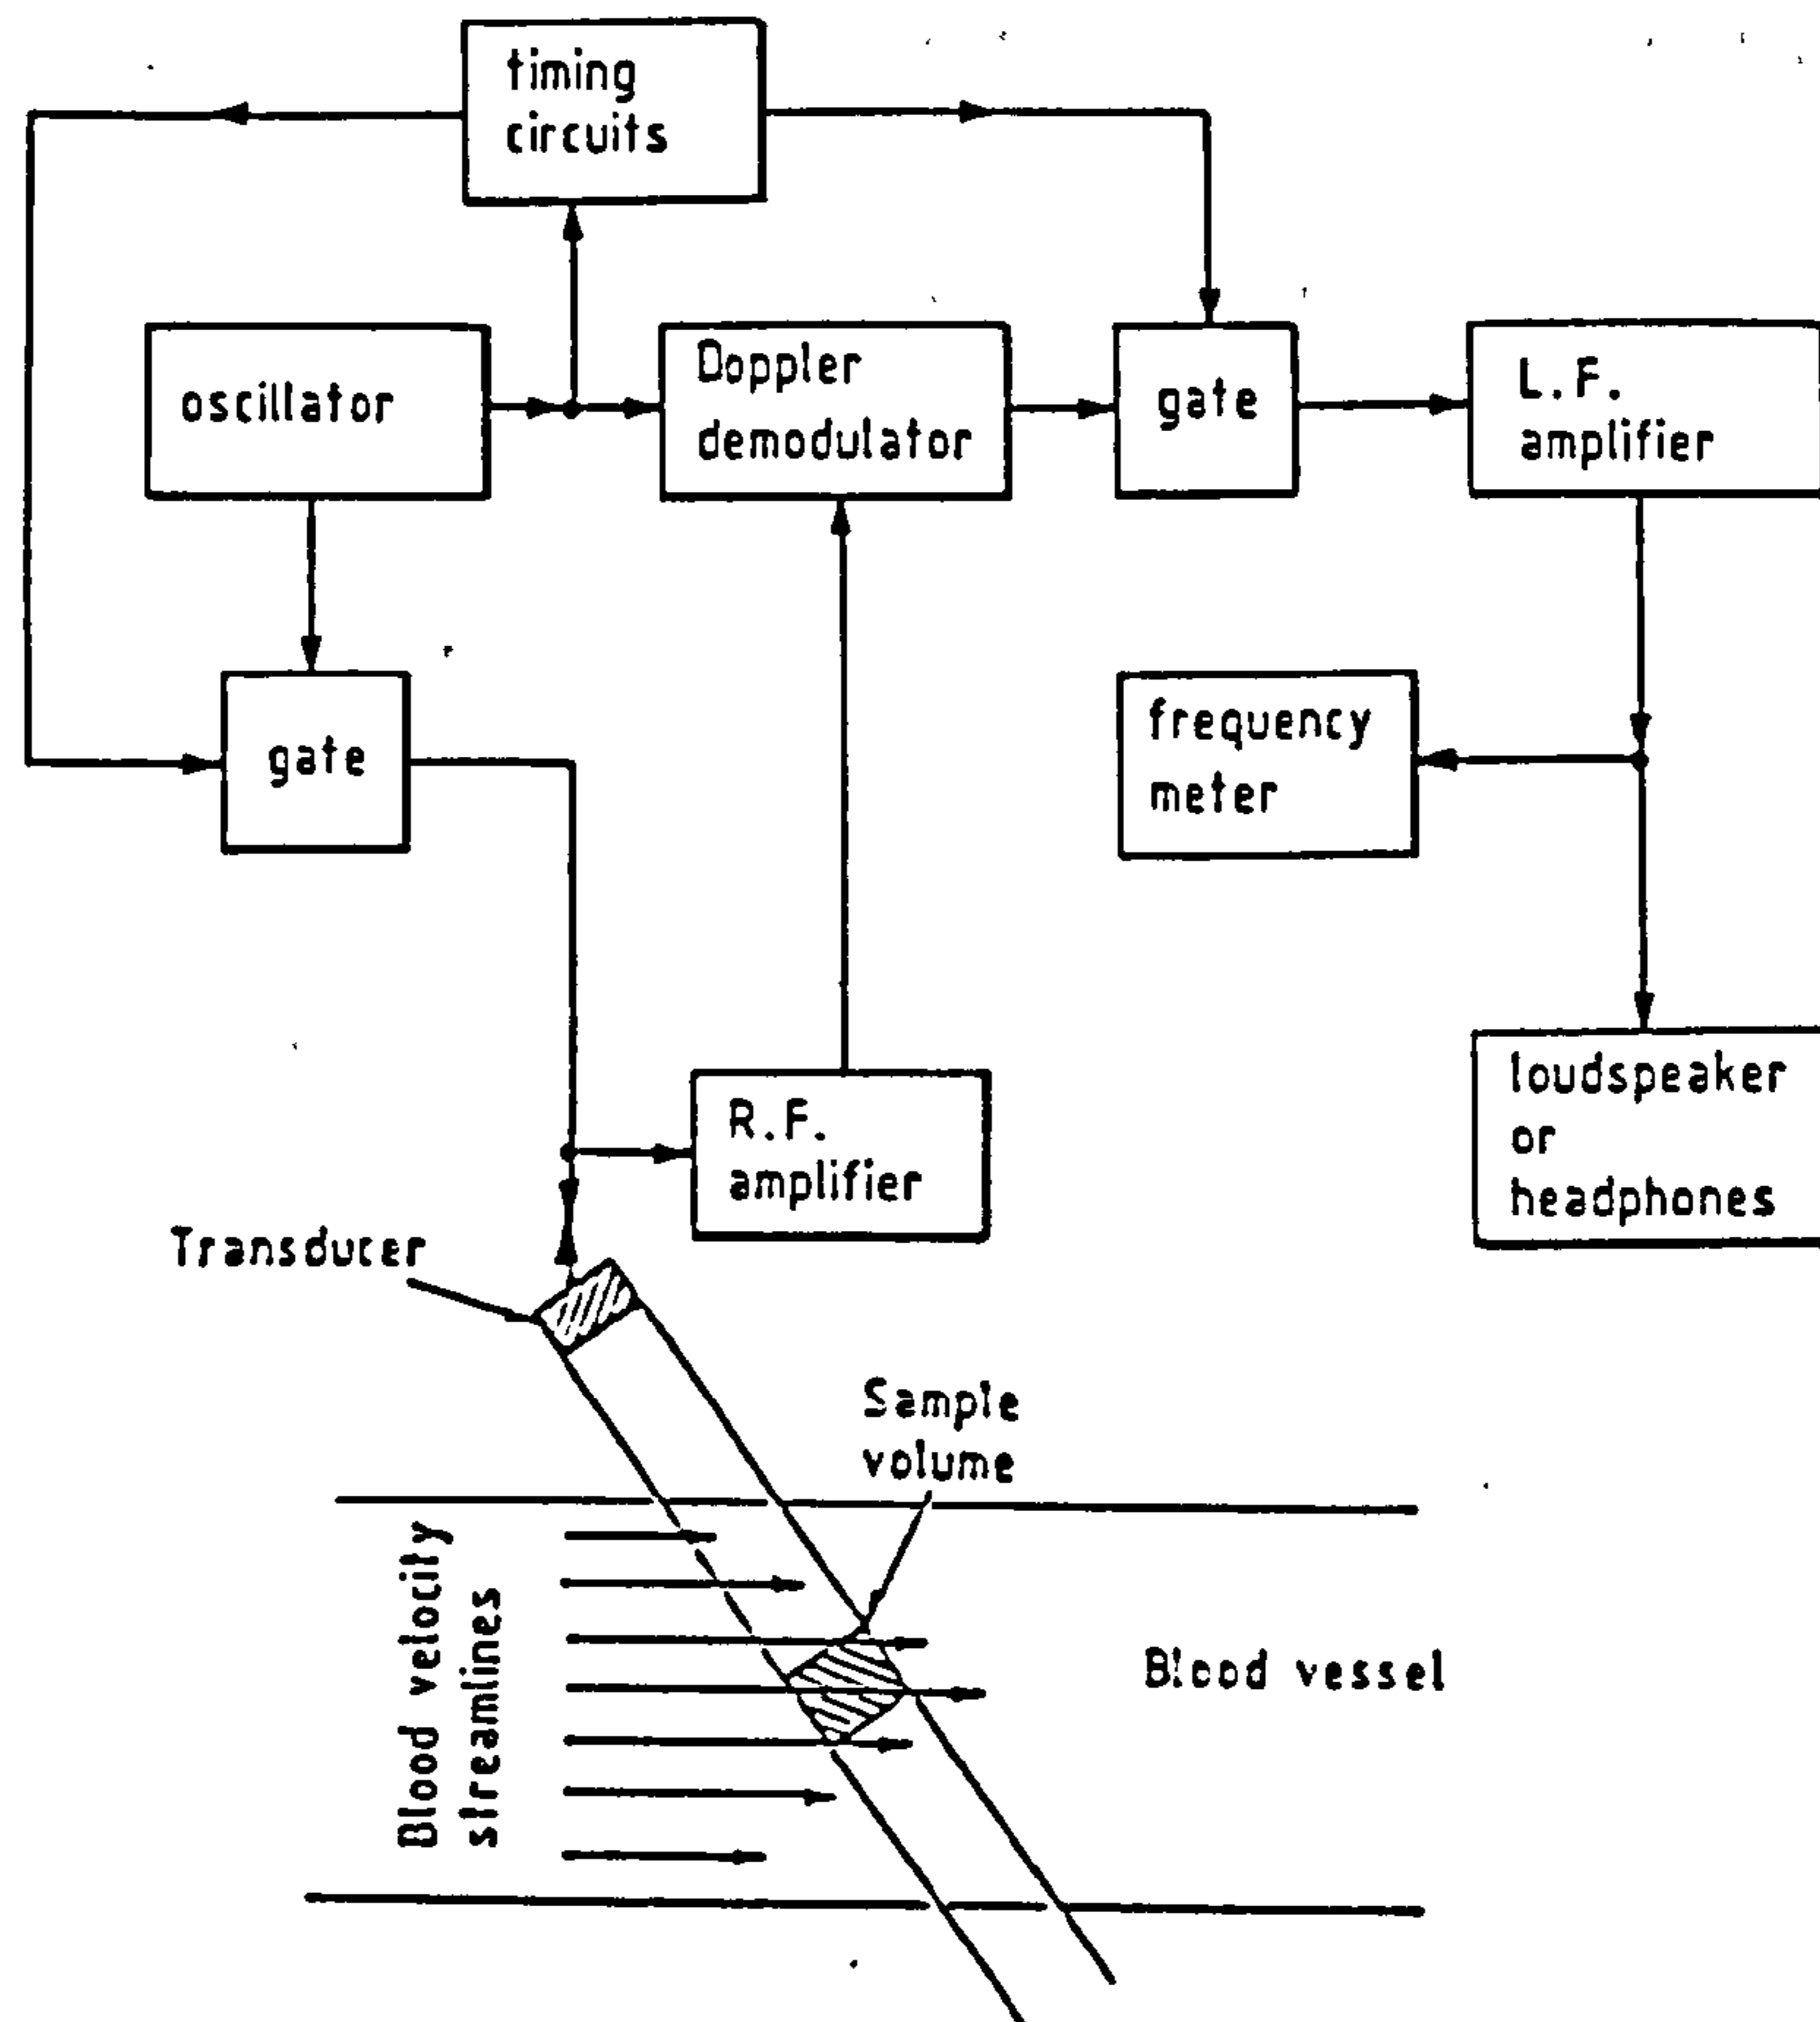 timing
circuits
oscillator
Doppler
demodulator
gate
L.F.
amplifier
gate
frequency
meter
R.F.
amplifier
loudspeaker
or
headphones
Transducer
Sample
volume
Blood velocity
streamlines
Blood vessel